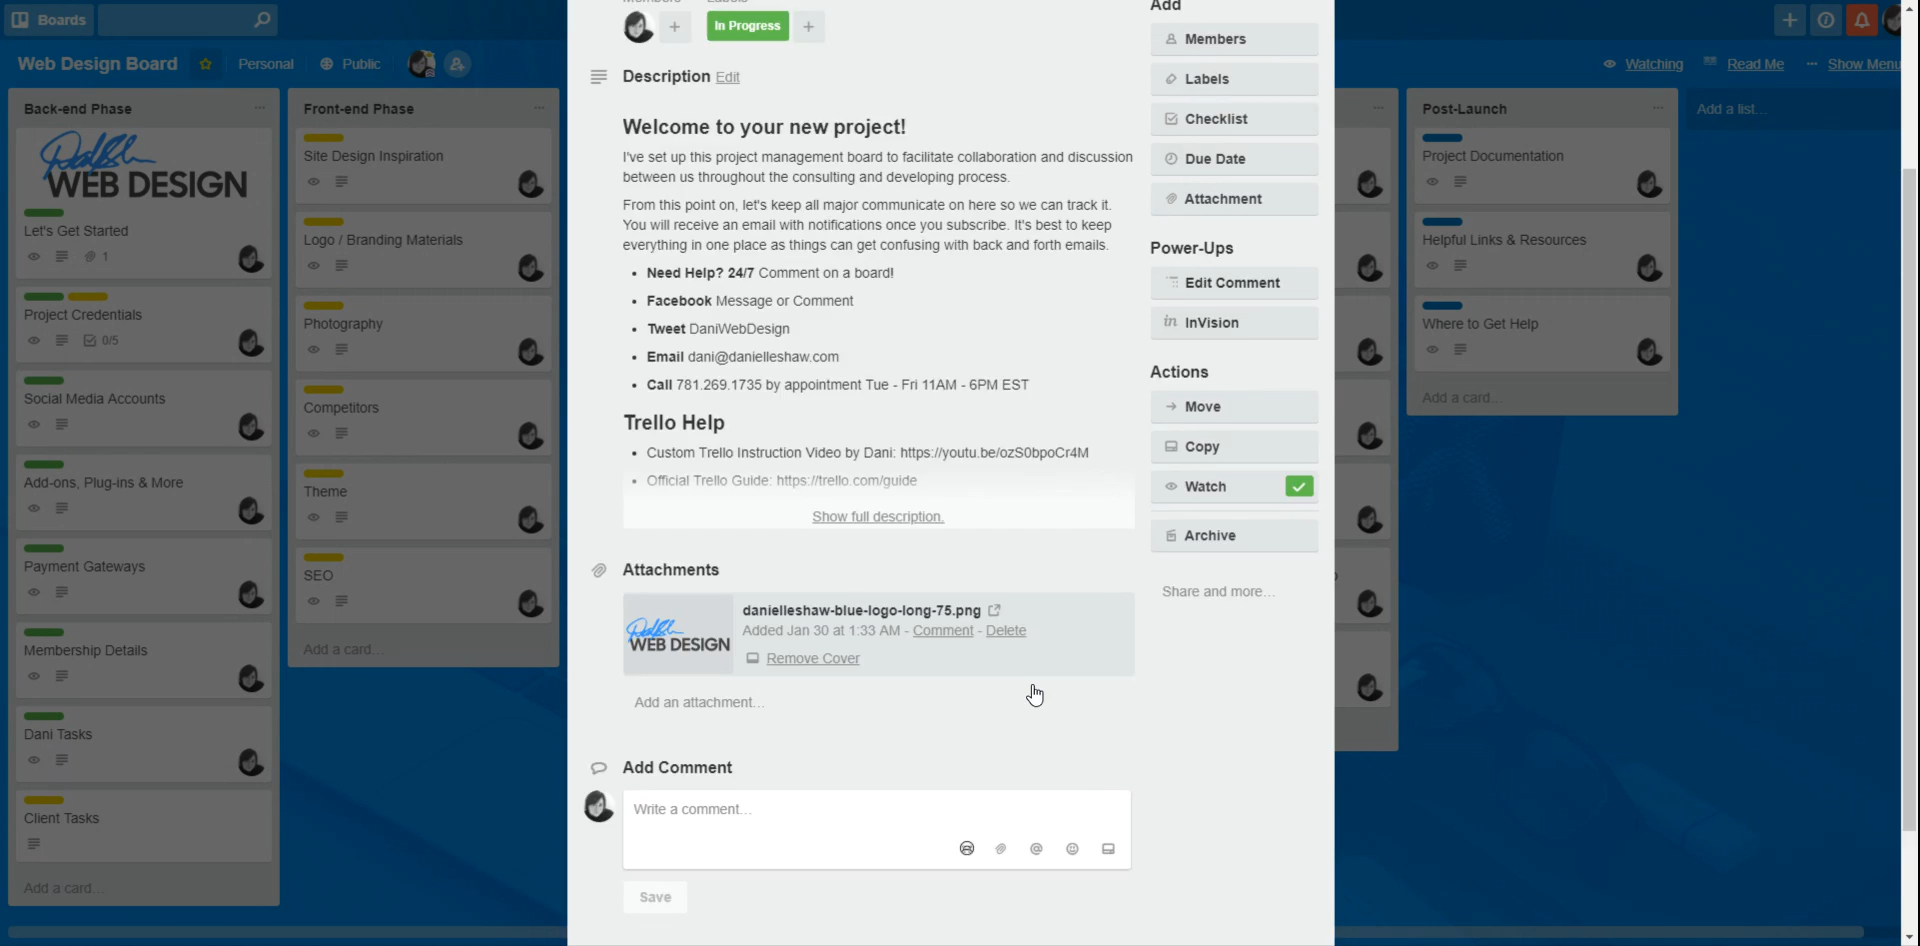 Boards
Web Design Board
Personal
Public
Watching
Read Me
Show Menu
Back-end Phase
WEB DESIGN
Let's Get Started
1
Project Credentials
0/5
Social Media Accounts
Add-ons, Plug-ins & More
Payment Gateways
Membership Details
Dani Tasks
Client Tasks
Add a card...
Front-end Phase
Site Design Inspiration
Logo / Branding Materials
Photography
Competitors
Theme
SEO
Add a card...
In Progress
Description Edit
Welcome to your new project!
I've set up this project management board to facilitate collaboration and discussion
between us throughout the consulting and developing process.
From this point on, let's keep all major communicate on here so we can track it.
You will receive an email with notifications once you subscribe. It's best to keep
everything in one place as things can get confusing with back and forth emails.
• Need Help? 24/7 Comment on a board!
• Facebook Message or Comment
• Tweet DaniWebDesign
• Email dani@danielleshaw.com
• Call 781.269.1735 by appointment Tue - Fri 11AM - 6PM EST
Trello Help
• Custom Trello Instruction Video by Dani: https://youtu.be/ozS0bpoCr4M
• Official Trello Guide: https://trello.com/guide
Show full description.
Attachments
WEB DESIGN
danielleshaw-blue-logo-long-75.png
Added Jan 30 at 1:33 AM - Comment - Delete
Remove Cover
Add an attachment...
Add Comment
Write a comment...
Save
Add
Members
Labels
Checklist
Due Date
Attachment
Power-Ups
Edit Comment
in InVision
Actions
Move
Copy
Watch
Archive
Share and more...
Post-Launch
Project Documentation
Helpful Links & Resources
Where to Get Help
Add a card...
Add a list...